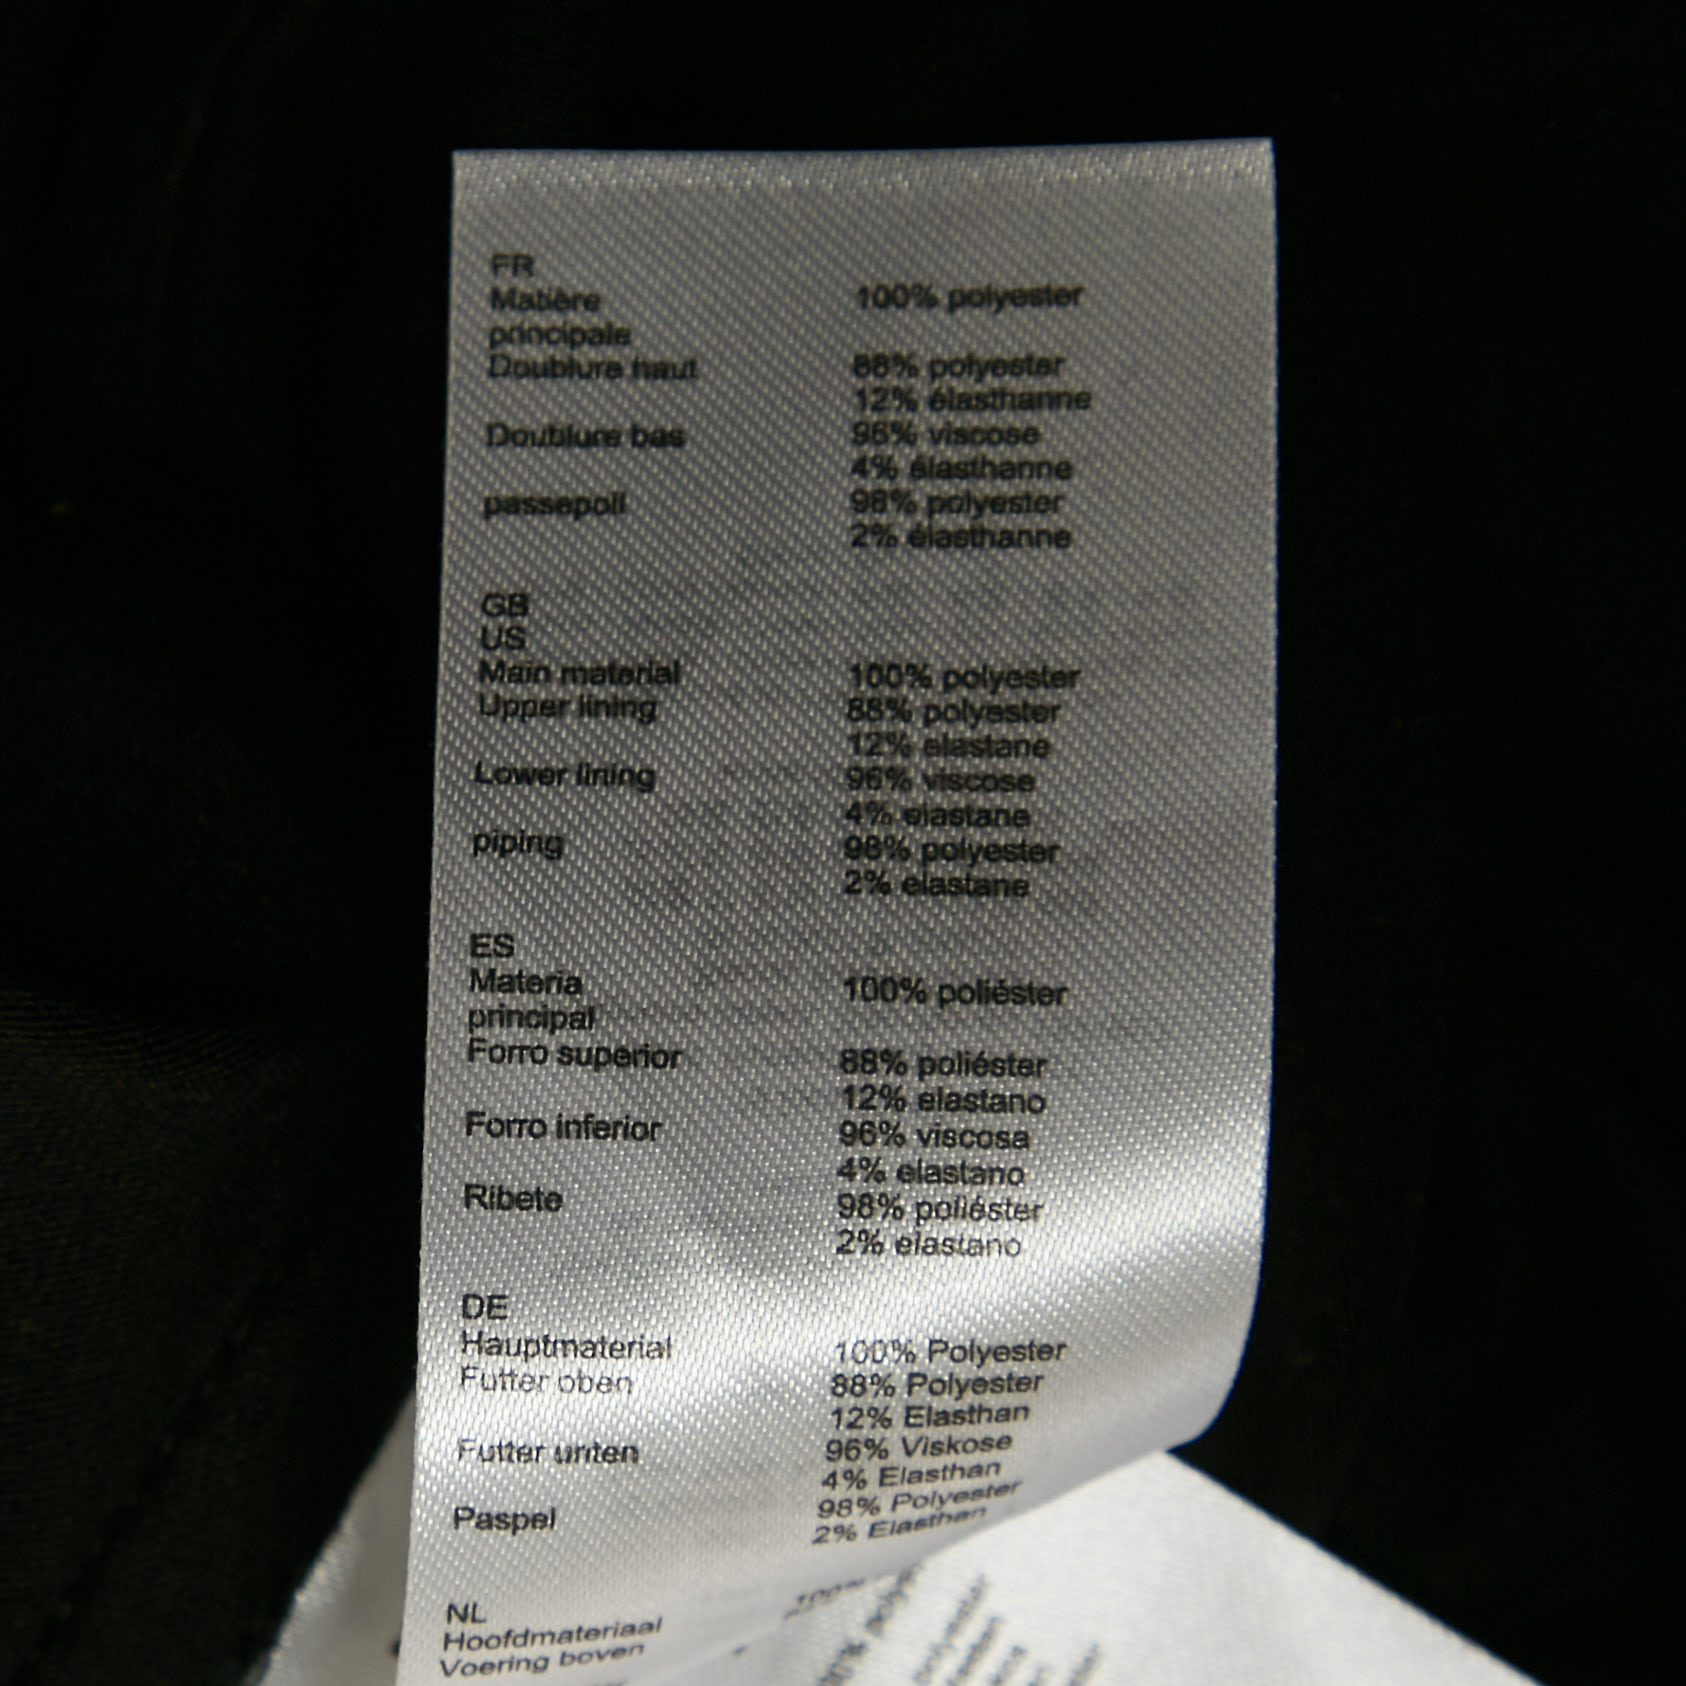 FR
Matière 100% polyester
principale
Doublure haut 88% polyester
12% élasthanne
Doublure bas 96% viscose
4% élasthanne
passepoil 98% polyester
2% élasthanne
GB
US
Main material 100% polyester
Upper lining 88% polyester
12% elastane
Lower lining 96% viscose
4% elastane
piping 98% polyester
2% elastane
ES
Materia 100% poliéster
principal
Forro superior 88% poliéster
12% elastano
Forro inferior 96% viscosa
4% elastano
Ribete 98% poliéster
2% elastano
DE
Hauptmaterial 100% Polyester
Futter oben 88% Polyester
12% Elasthan
Futter unten 96% Viskose
4% Elasthan
Paspel 98% Polyester
2% Elasthan
NL
Hoofdmateriaal 100%
Voering boven